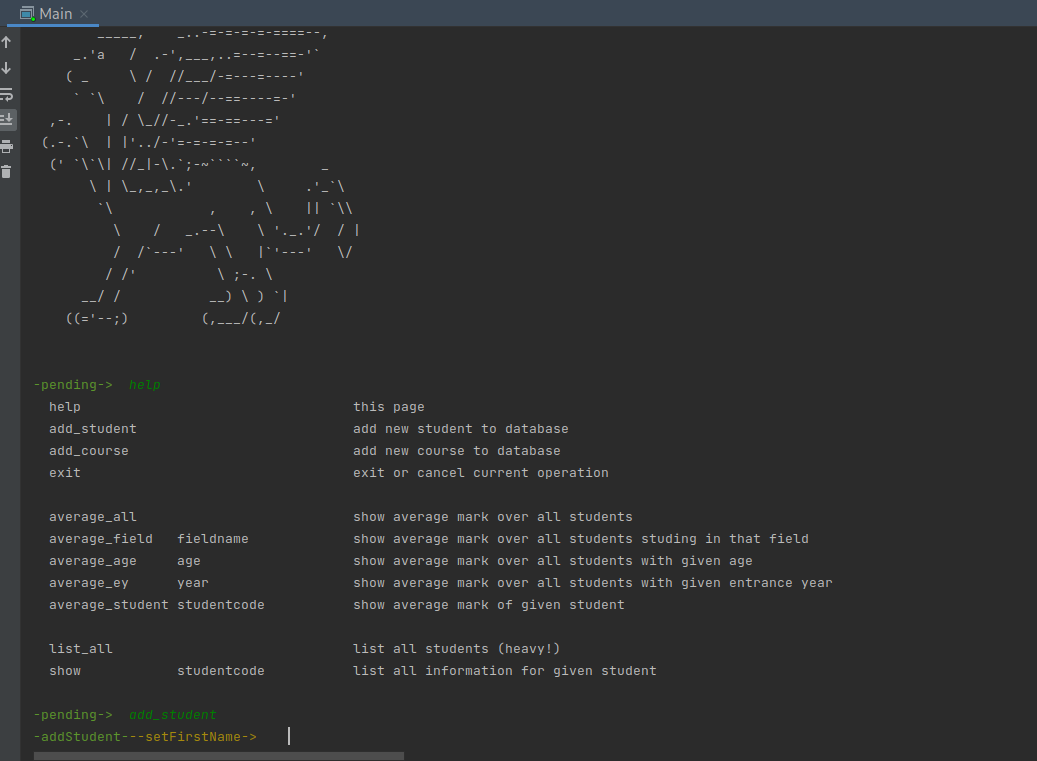 Main
_____,    _..-=-=-=-=-====--,
_.'a   /  .-',___,..=--=--==-'`
( _     \ /  //___/-=---=----'
` `\    /  //---/--==----=-'
,-.    | / \_//-_.'==-==---='
(.-.`\  | |'../-'=-=-=-=--'
(' `\`\| //_|-\.`;-~````~,        _
\ | \_,_,_\.'        \     .'_`\
`\            ,    , \    || `\\
\    /   _.--\    \ '._.'/  / |
/  /`---'   \ \   |`'---'   \/
/ /'          \ ;-. \
__/ /           __) \ ) `|
((='--;)         (,___/(,_/
-pending-> help
help this page
add_student add new student to database
add_course add new course to database
exit exit or cancel current operation
average_all show average mark over all students
average_field fieldname show average mark over all students studing in that field
average_age age show average mark over all students with given age
average_ey year show average mark over all students with given entrance year
average_student studentcode show average mark of given student
list_all list all students (heavy!)
show studentcode list all information for given student
-pending-> add_student
-addStudent---setFirstName->